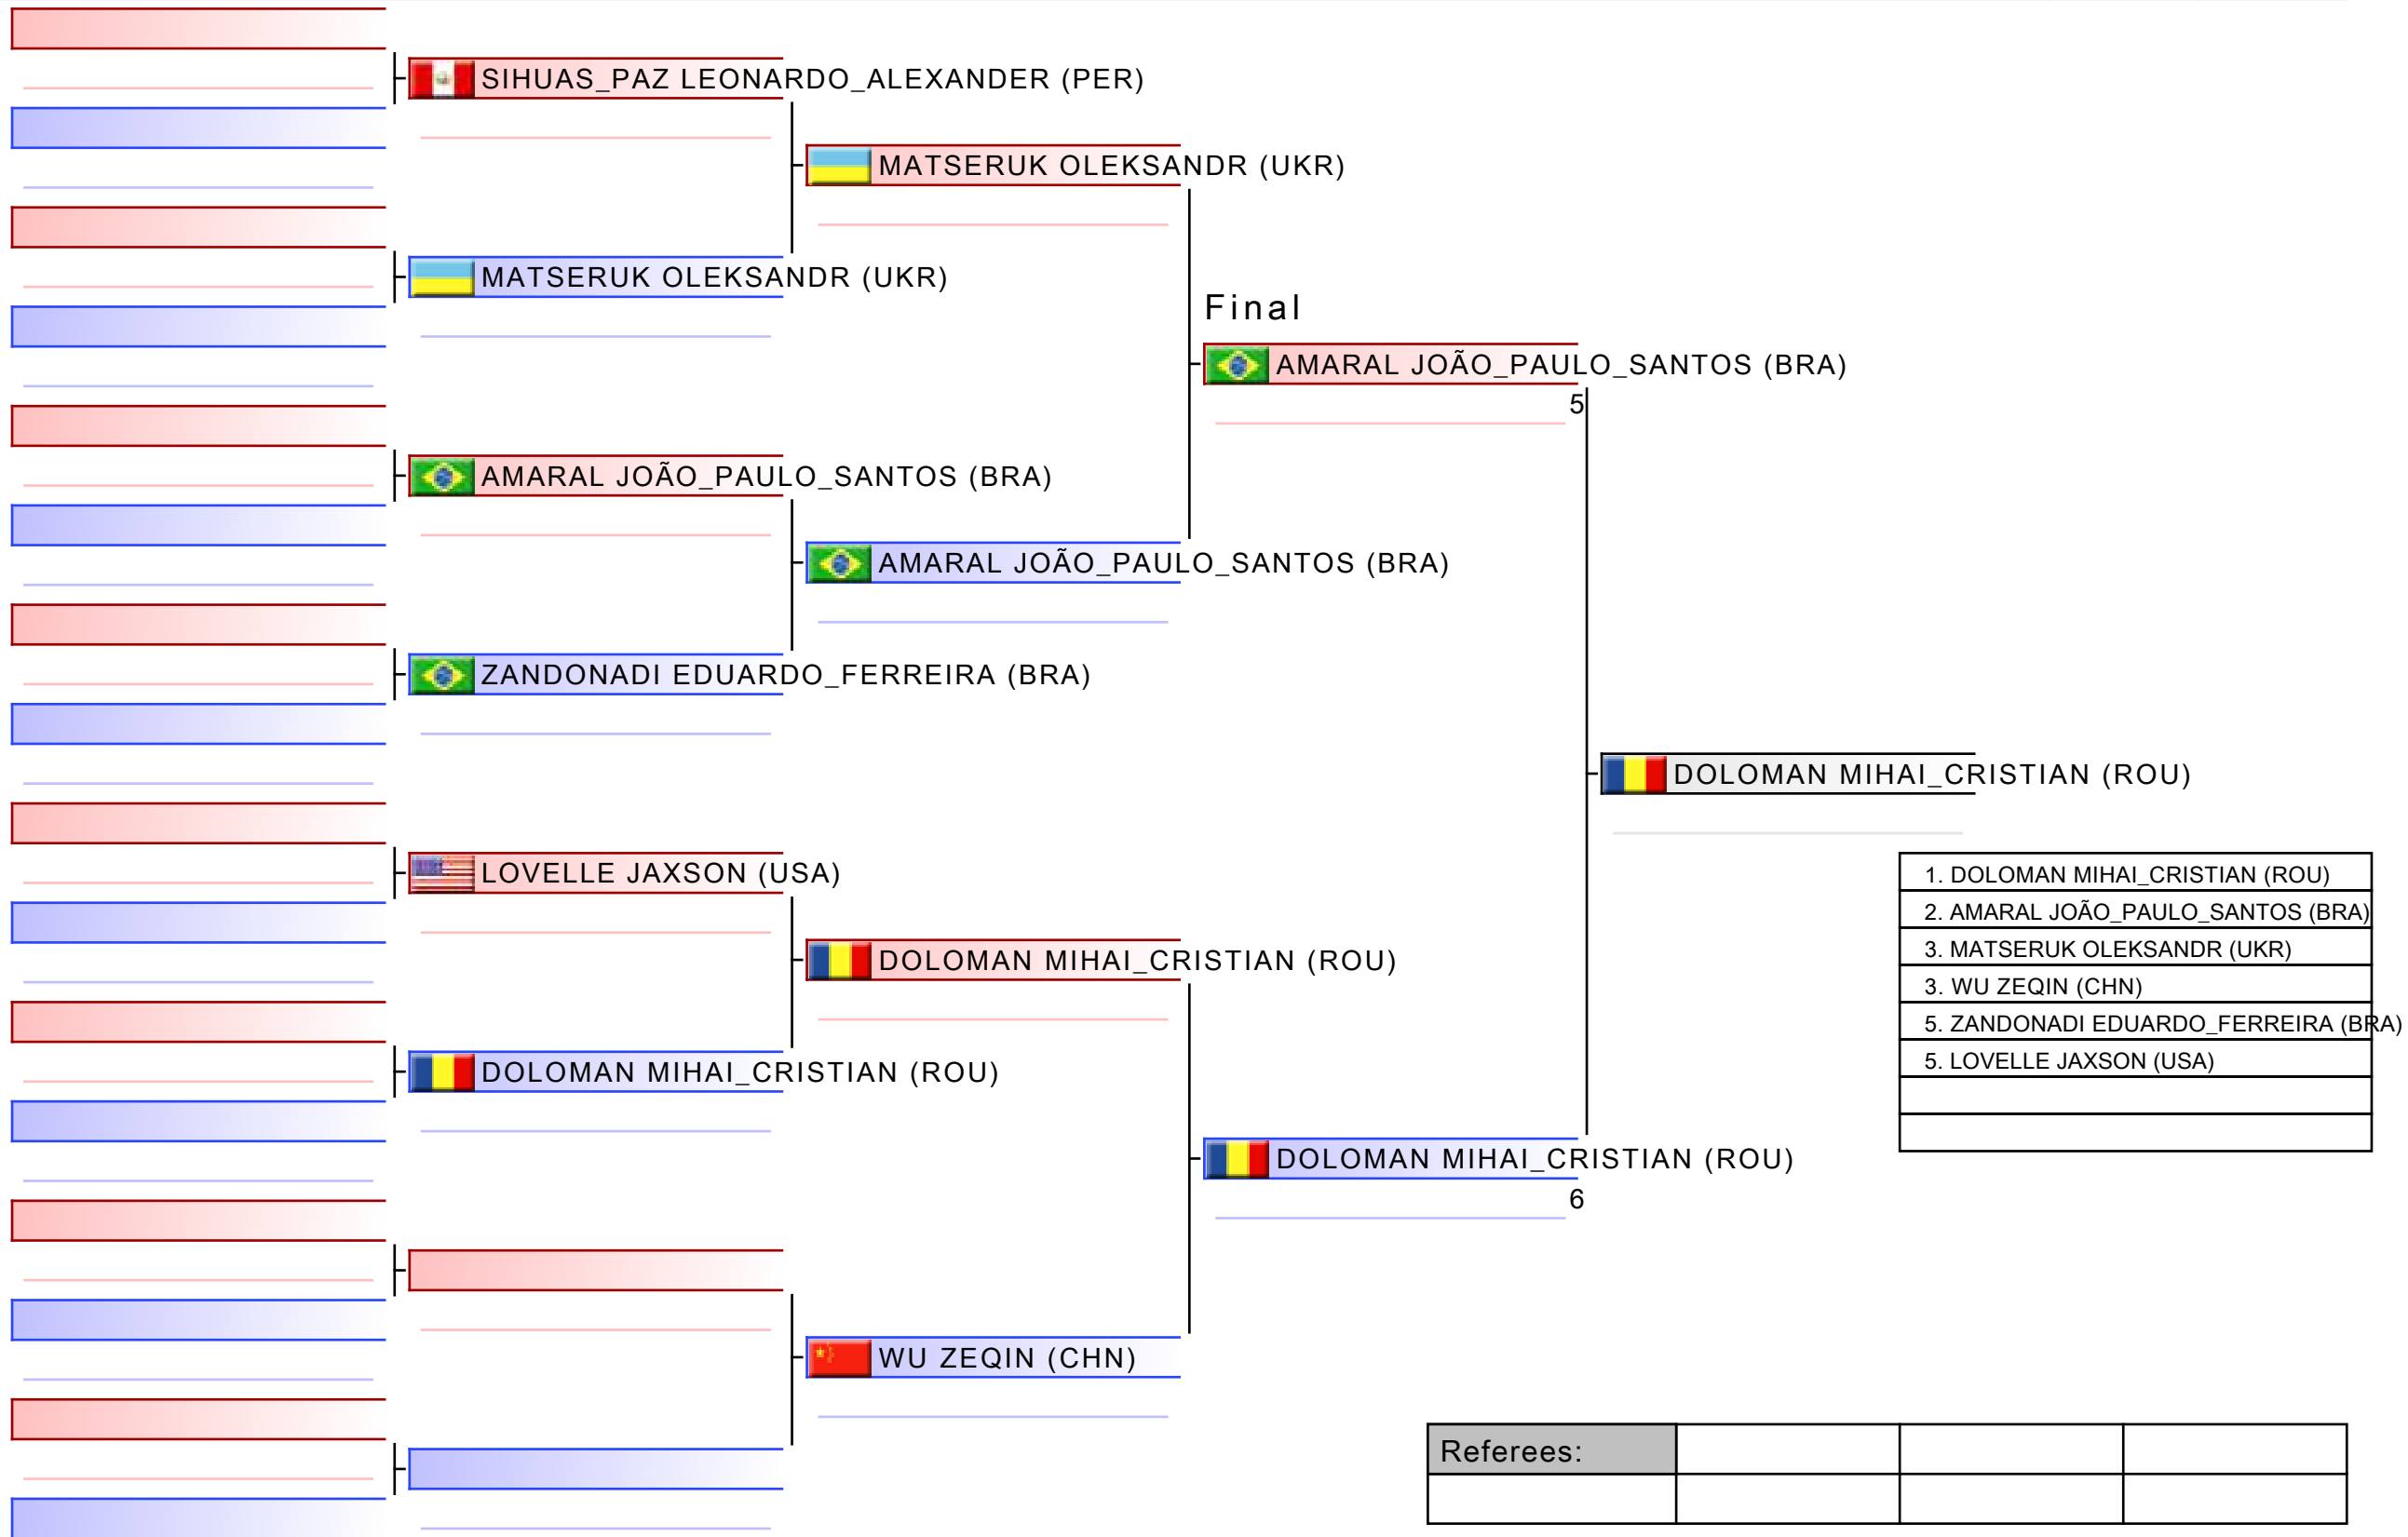 SIHUAS_PAZ LEONARDO_ALEXANDER (PER)
MATSERUK OLEKSANDR (UKR)
MATSERUK OLEKSANDR (UKR)
Final
AMARAL JOÃO_PAULO_SANTOS (BRA)
5
AMARAL JOÃO_PAULO_SANTOS (BRA)
AMARAL JOÃO_PAULO_SANTOS (BRA)
ZANDONADI EDUARDO_FERREIRA (BRA)
DOLOMAN MIHAI_CRISTIAN (ROU)
LOVELLE JAXSON (USA)
1. DOLOMAN MIHAI_CRISTIAN (ROU)
2. AMARAL JOÃO_PAULO_SANTOS (BRA)
3. MATSERUK OLEKSANDR (UKR)
3. WU ZEQIN (CHN)
5. ZANDONADI EDUARDO_FERREIRA (BRA)
5. LOVELLE JAXSON (USA)
DOLOMAN MIHAI_CRISTIAN (ROU)
DOLOMAN MIHAI_CRISTIAN (ROU)
DOLOMAN MIHAI_CRISTIAN (ROU)
6
WU ZEQIN (CHN)
Referees: